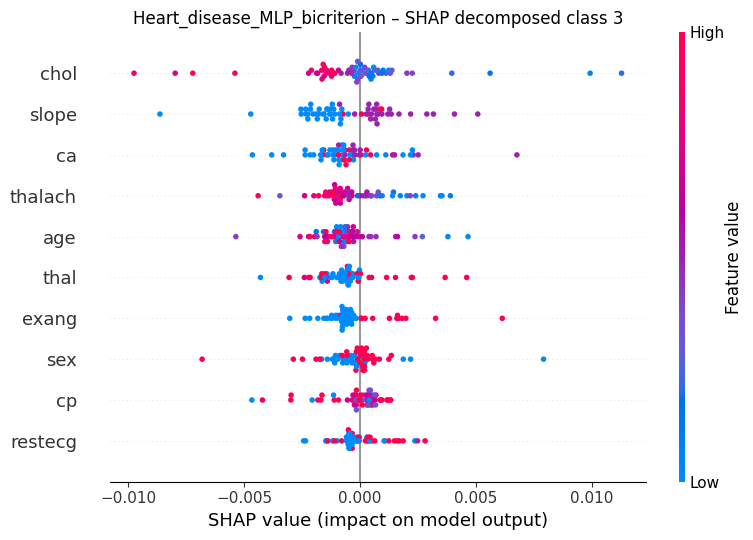 Heart_disease_MLP_bicriterion – SHAP decomposed class 3
High
chol
slope
ca
thalach
age
thal
exang
sex
cp
restecg
Feature value
Low
−0.010 −0.005 0.000 0.005 0.010
SHAP value (impact on model output)